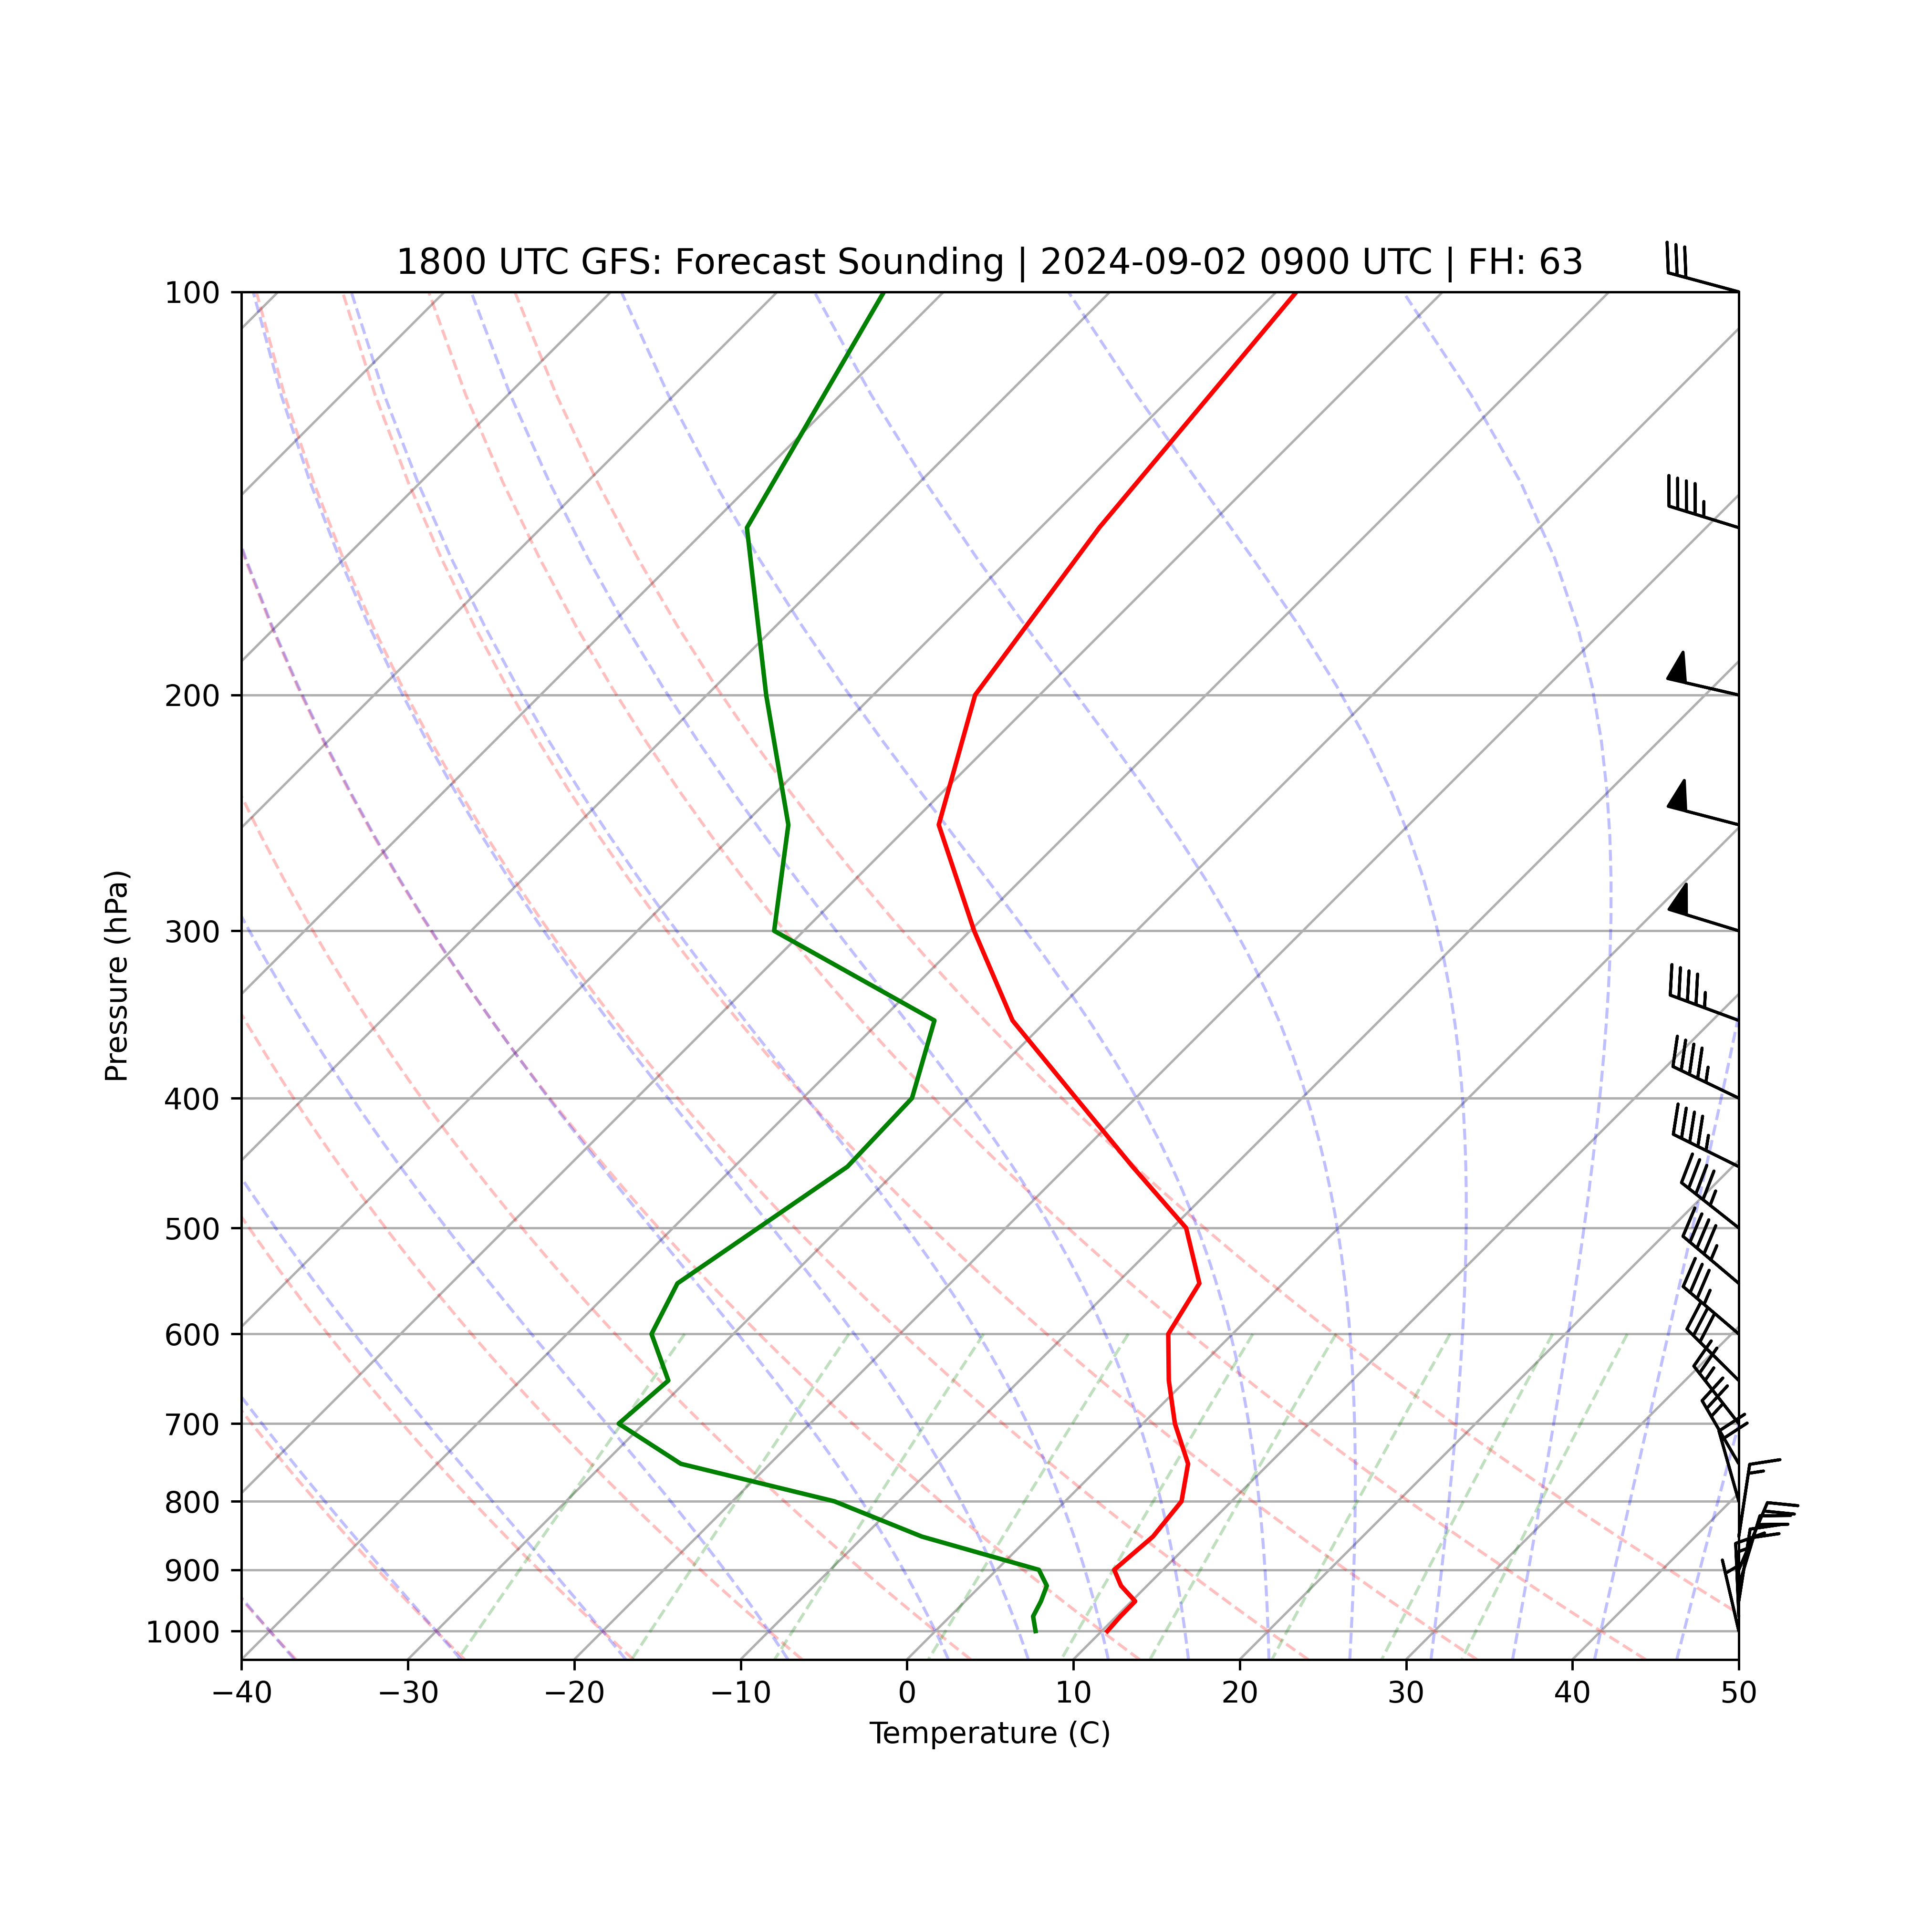 1800 UTC GFS: Forecast Sounding | 2024-09-02 0900 UTC | FH: 63
100
200
300
400
500
600
700
800
900
1000
Pressure (hPa)
−40 −30 −20 −10 0 10 20 30 40 50
Temperature (C)